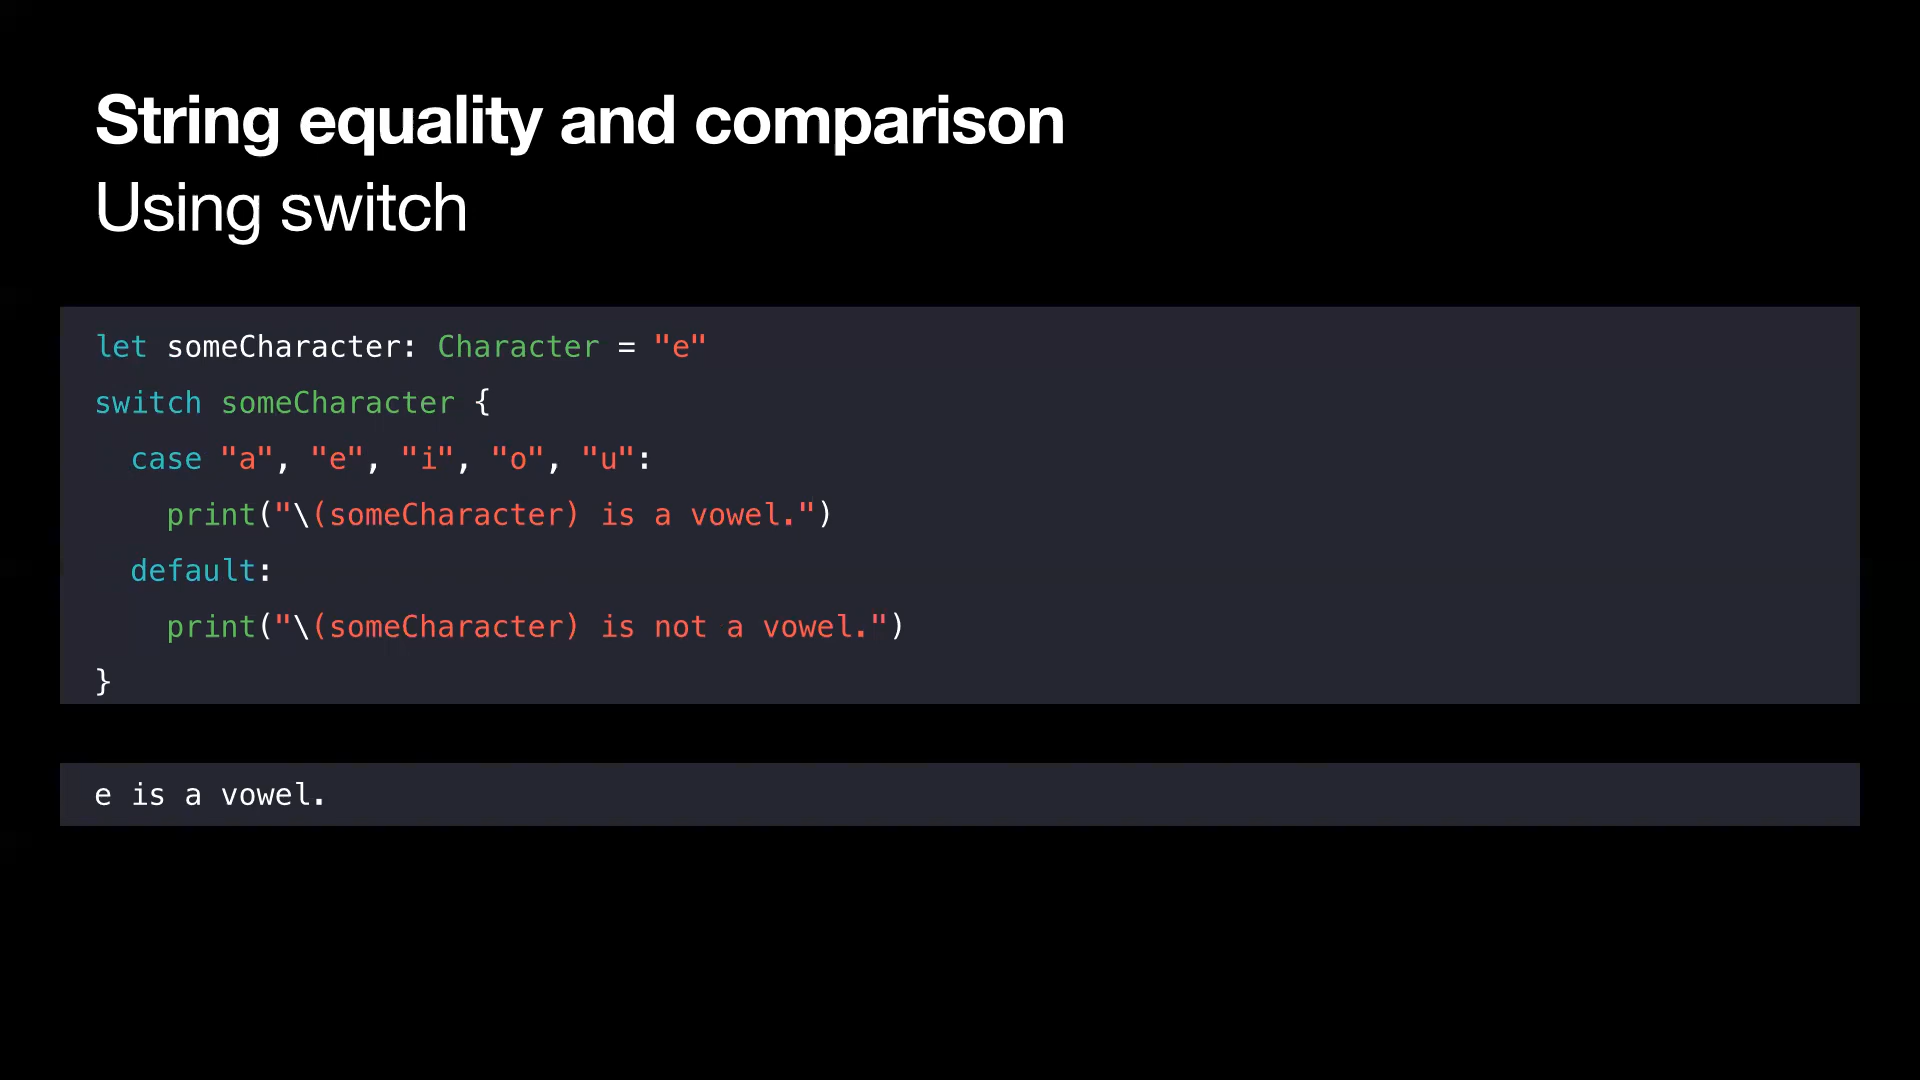 String equality and comparison
Using switch
let someCharacter: Character = "e"
switch someCharacter {
  case "a", "e", "i", "o", "u":
    print("\(someCharacter) is a vowel.")
  default:
    print("\(someCharacter) is not a vowel.")
}
e is a vowel.